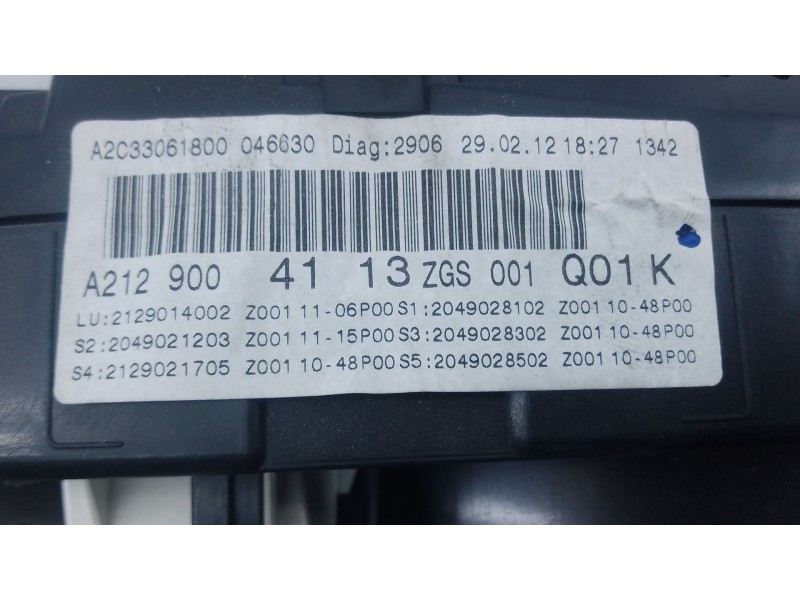 A2C33061800 046630 Diag:2906 29.02.12 18:27 1342
A212 900 41 13 ZGS 001 Q01 K
LU:2129014002 Z001 11-06P00 S1:2049028102 Z001 10-48P00
S2:2049021203 Z001 11-15P00 S3:2049028302 Z001 10-48P00
S4:2129021705 Z001 10-48P00 S5:2049028502 Z001 10-48P00